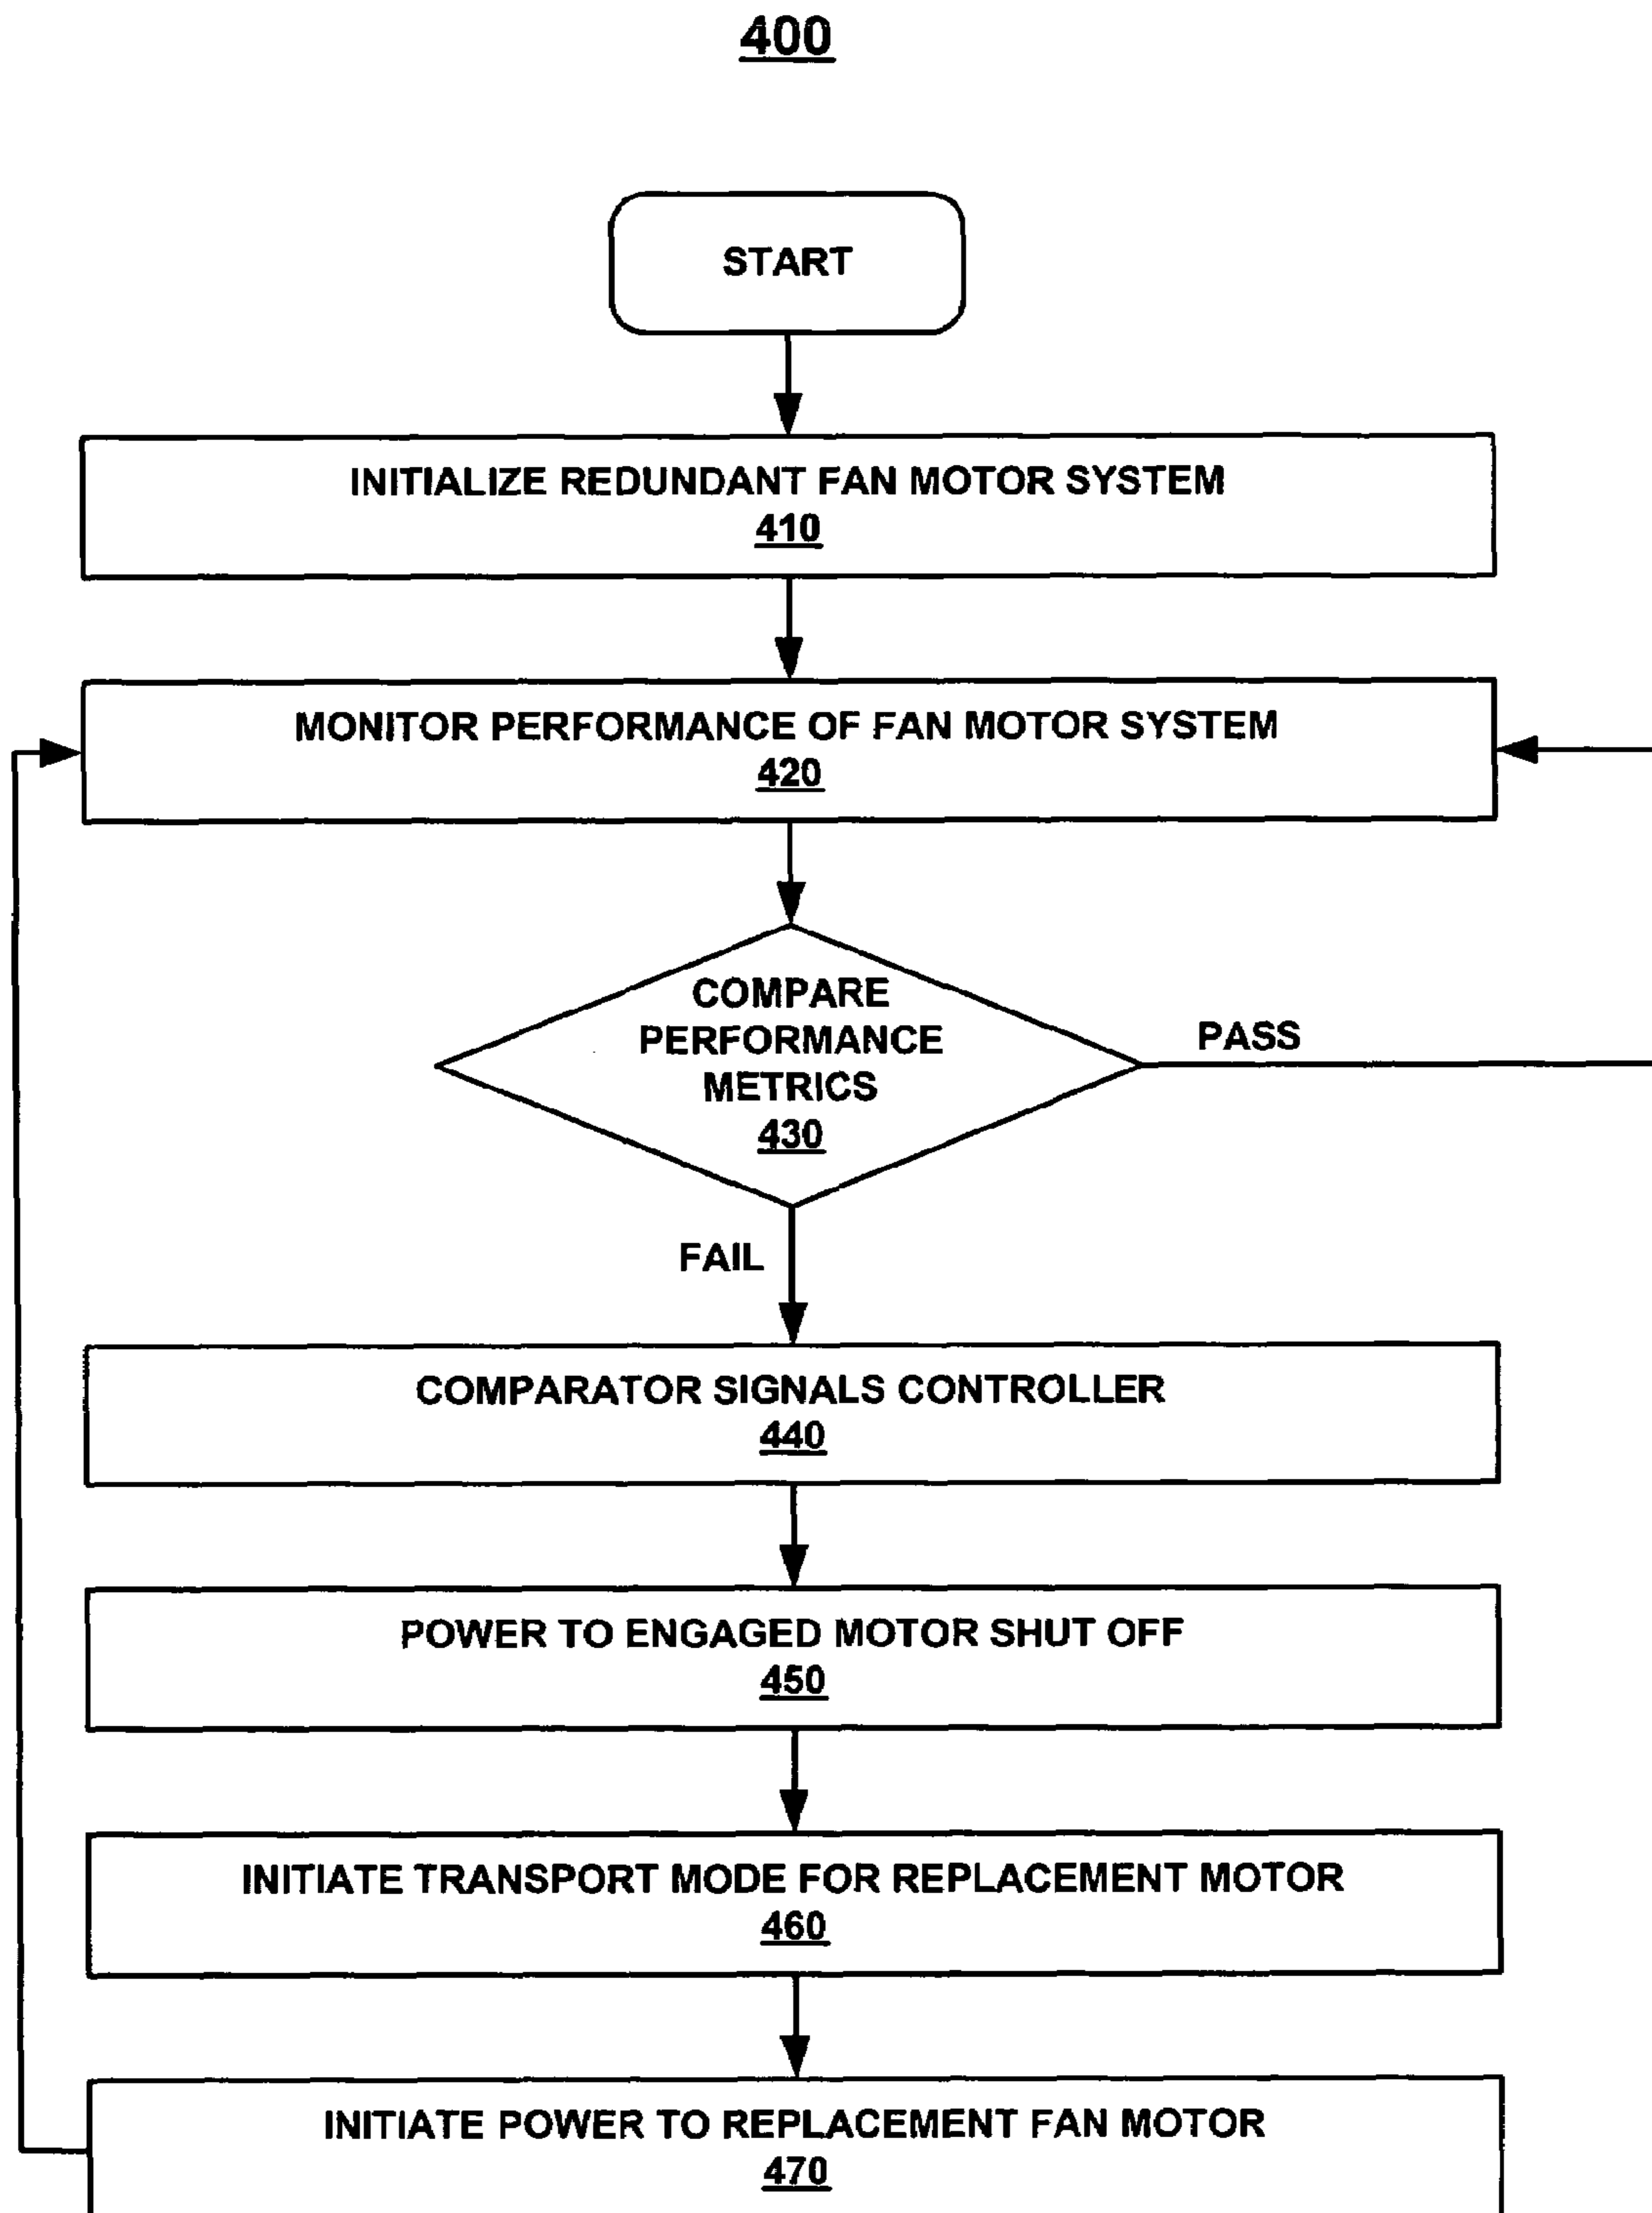 400
START
INITIALIZE REDUNDANT FAN MOTOR SYSTEM
410
MONITOR PERFORMANCE OF FAN MOTOR SYSTEM
420
COMPARE
PERFORMANCE
METRICS
430
PASS
FAIL
COMPARATOR SIGNALS CONTROLLER
440
POWER TO ENGAGED MOTOR SHUT OFF
450
INITIATE TRANSPORT MODE FOR REPLACEMENT MOTOR
460
INITIATE POWER TO REPLACEMENT FAN MOTOR
470